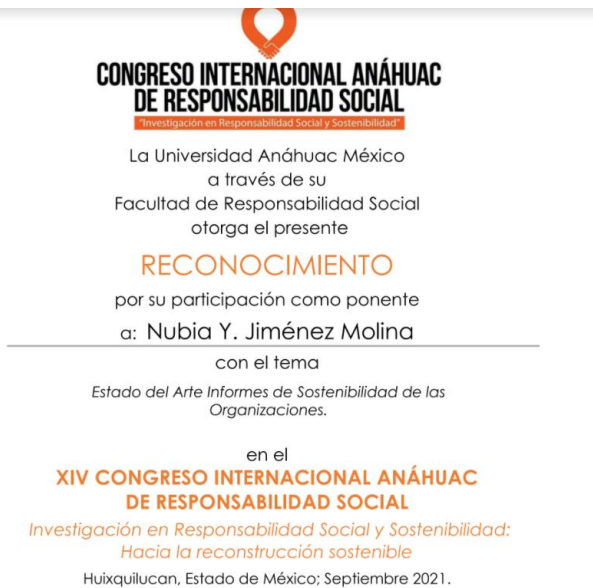 CONGRESO INTERNACIONAL ANÁHUAC
DE RESPONSABILIDAD SOCIAL
"Investigación en Responsabilidad Social y Sostenibilidad"
La Universidad Anáhuac México
a través de su
Facultad de Responsabilidad Social
otorga el presente
RECONOCIMIENTO
por su participación como ponente
a: Nubia Y. Jiménez Molina
con el tema
Estado del Arte Informes de Sostenibilidad de las
Organizaciones.
en el
XIV CONGRESO INTERNACIONAL ANÁHUAC
DE RESPONSABILIDAD SOCIAL
Investigación en Responsabilidad Social y Sostenibilidad:
Hacia la reconstrucción sostenible
Huixquilucan, Estado de México; Septiembre 2021.